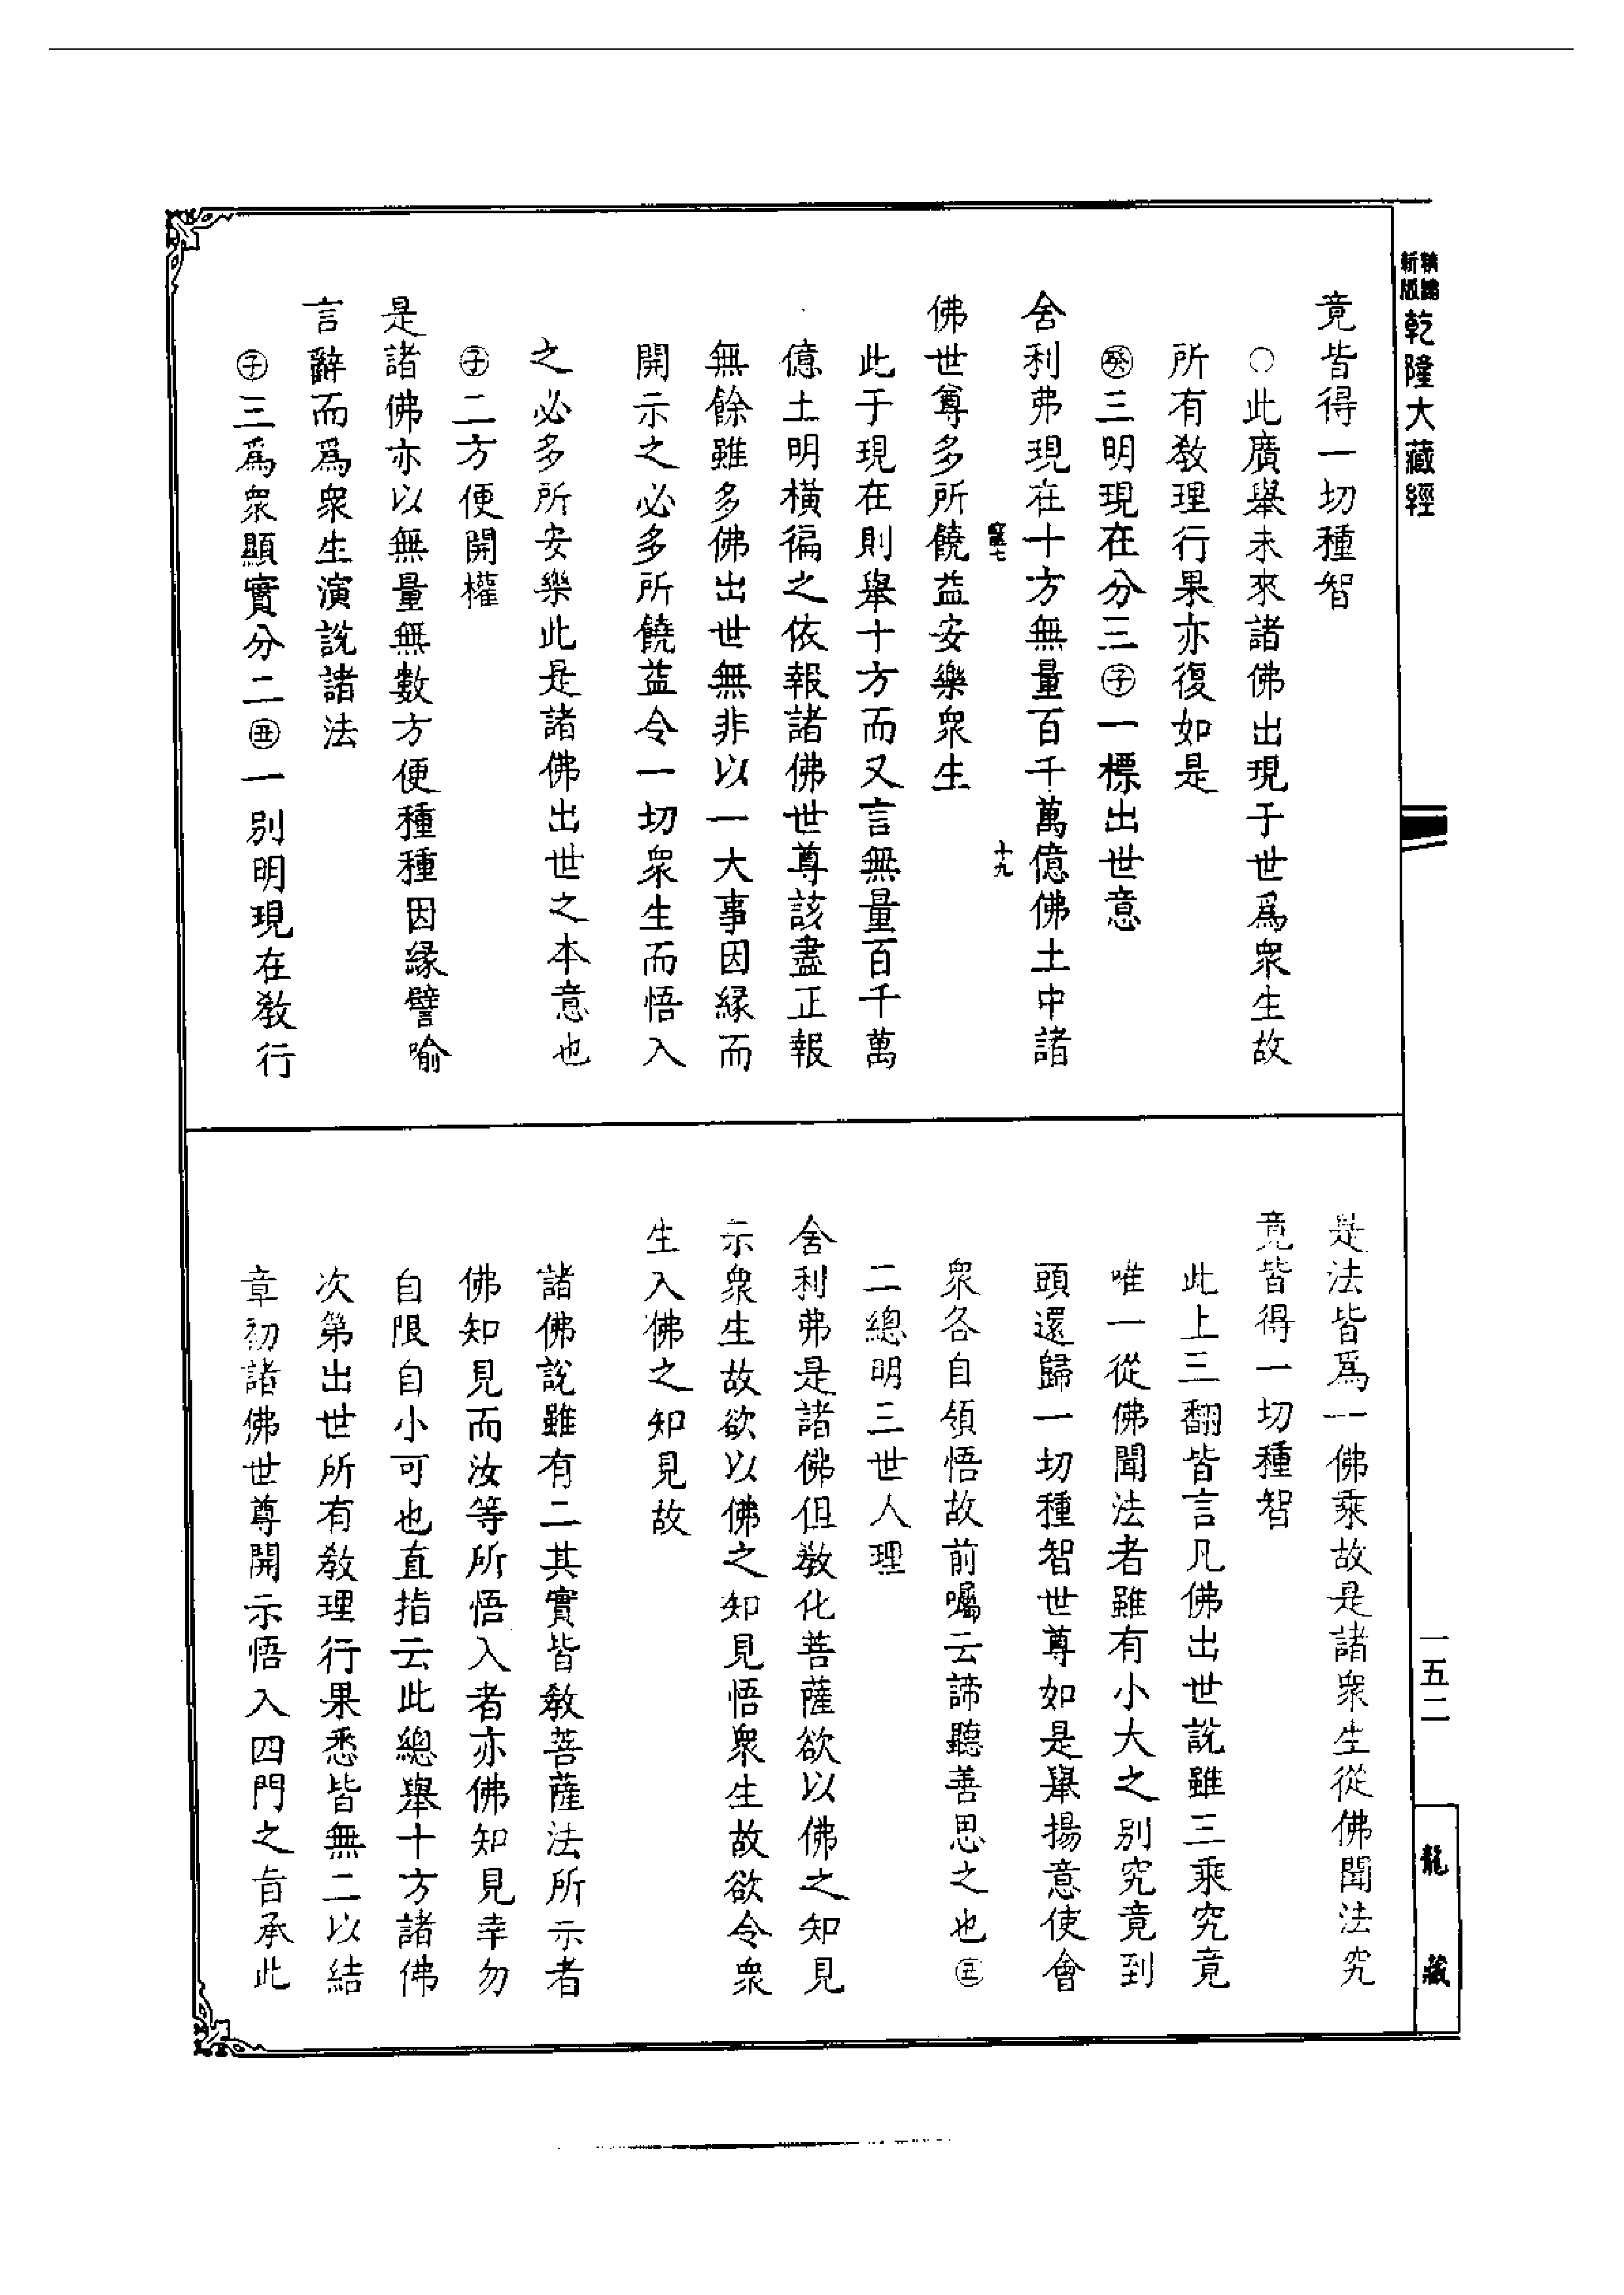 新版
乾隆大藏經
竟皆得一切種智
○此廣舉未來諸佛出現于世爲衆生故
所有教理行果亦復如是
㊅三明現在分三㊉一標出世意
舍利弗現在十方無量百千萬億佛土中諸
十九
佛世尊多所饒益安樂衆生
此于現在則舉十方而又言無量百千萬
億土明橫徧之依報諸佛世尊該盡正報
無餘雖多佛出世無非以一大事因緣而
開示之必多所饒益令一切衆生而悟入
之必多所安樂此是諸佛出世之本意也
子二方便開權
是諸佛亦以無量無數方便種種因緣譬喻
言辭而爲衆生演說諸法
子三爲衆顯實分二丑一別明現在教行
是法皆爲一佛乘故是諸衆生從佛聞法究
竟皆得一切種智
此上三翻皆言凡佛出世說雖三乘究竟
唯一從佛聞法者雖有小大之別究竟到
頭還歸一切種智世尊如是舉揚意使會
衆各自領悟故前囑云諦聽善思之也丑
二總明三世人理
舍利弗是諸佛但教化菩薩欲以佛之知見
示衆生故欲以佛之知見悟衆生故欲令衆
生入佛之知見故
諸佛說雖有二其實皆教菩薩法所示者
佛知見而汝等所悟入者亦佛知見幸勿
自限自小可也直指云此總舉十方諸佛
次第出世所有教理行果悉皆無二以結
章初諸佛世尊開示悟入四門之旨承此
一五二
龍藏